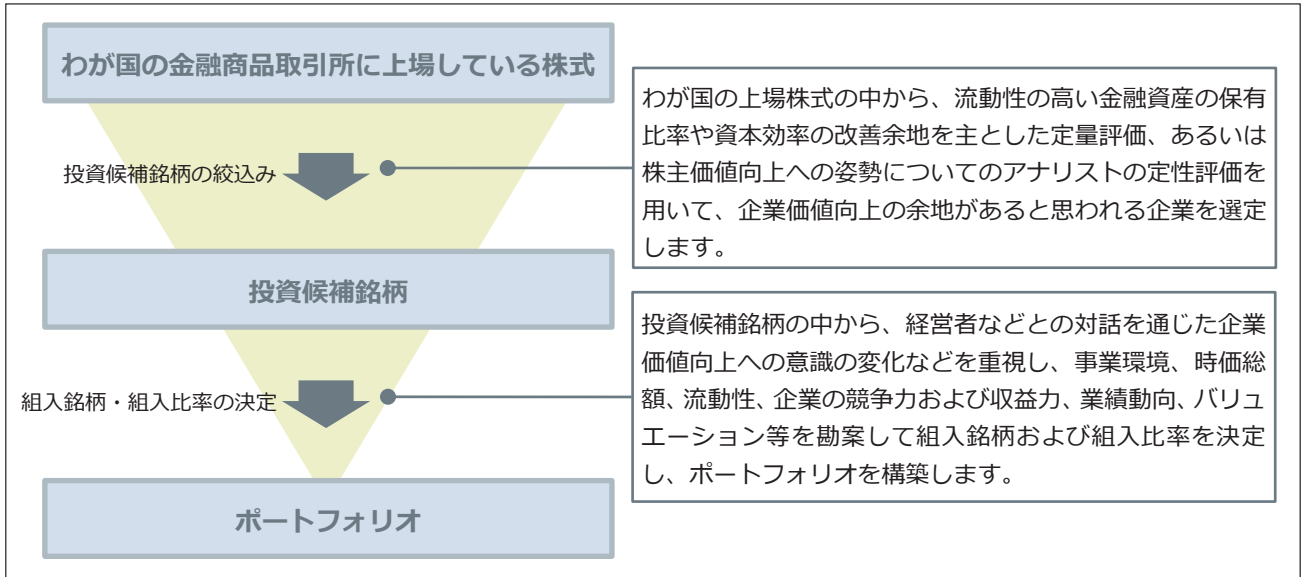 わが国の金融商品取引所に上場している株式
投資候補銘柄の絞込み
わが国の上場株式の中から、流動性の高い金融資産の保有
比率や資本効率の改善余地を主とした定量評価、あるいは
株主価値向上への姿勢についてのアナリストの定性評価を
用いて、企業価値向上の余地があると思われる企業を選定
します。
投資候補銘柄
組入銘柄・組入比率の決定
投資候補銘柄の中から、経営者などとの対話を通じた企業
価値向上への意識の変化などを重視し、事業環境、時価総
額、流動性、企業の競争力および収益力、業績動向、バリュ
エーション等を勘案して組入銘柄および組入比率を決定
し、ポートフォリオを構築します。
ポートフォリオ